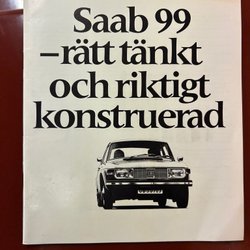 Saab 99
–rätt tänkt
och riktigt
konstruerad